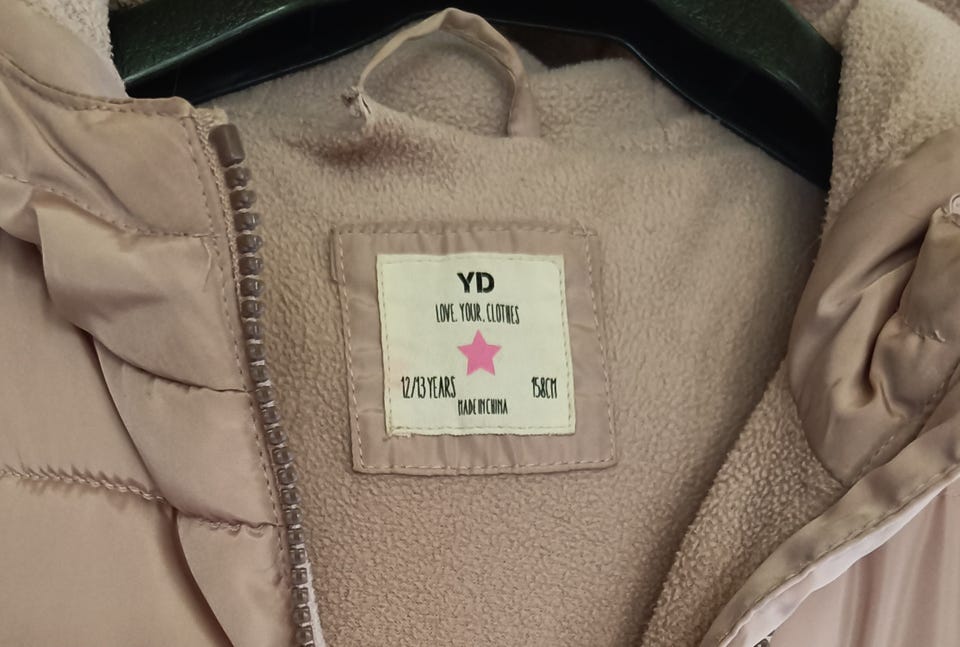 YD
LOVE. YOUR. CLOTHES
12/13 YEARS 158CM
MADE IN CHINA